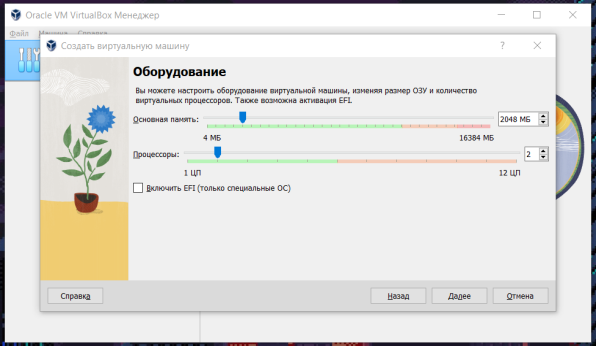 Oracle VM VirtualBox Менеджер
Файл Машина Справка
Создать виртуальную машину
?
Оборудование
Вы можете настроить оборудование виртуальной машины, изменяя размер ОЗУ и количество
виртуальных процессоров. Также возможна активация EFI.
Основная память: 2048 МБ
4 МБ 16384 МБ
Процессоры: 2
1 ЦП 12 ЦП
Включить EFI (только специальные ОС)
Справка Назад Далее Отмена